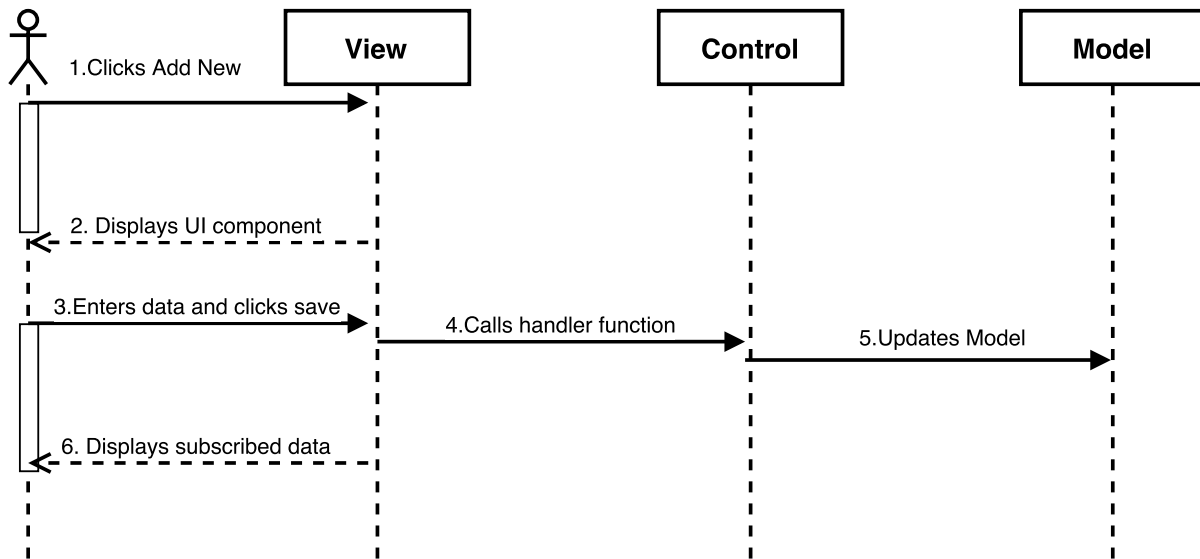 View
Control
Model
1.Clicks Add New
2. Displays UI component
3.Enters data and clicks save
4.Calls handler function
5.Updates Model
6. Displays subscribed data